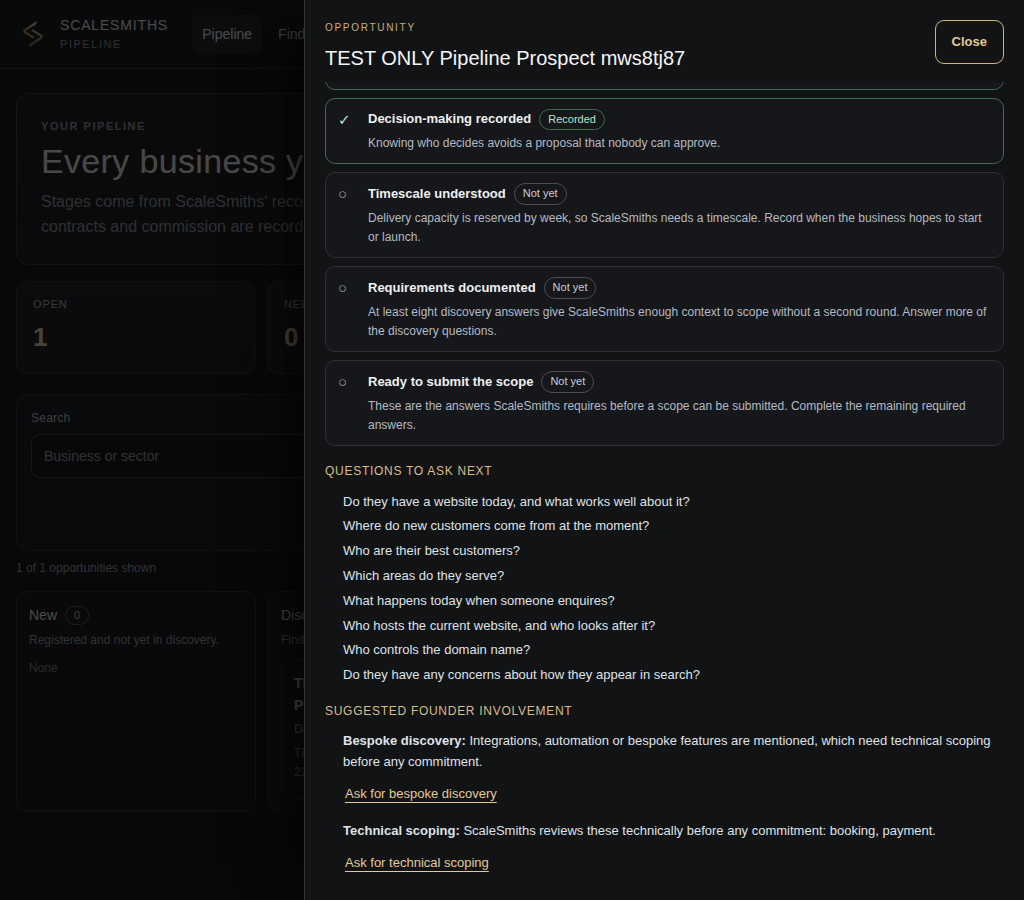 SCALESMITHS
PIPELINE
Pipeline
Find
YOUR PIPELINE
Every business y
Stages come from ScaleSmiths' reco
contracts and commission are record
OPEN
1
NEE
0
Search
Business or sector
1 of 1 opportunities shown
New 0
Registered and not yet in discovery.
None
Disc
Find
OPPORTUNITY
TEST ONLY Pipeline Prospect mws8tj87
Close
✓ Decision-making recorded Recorded
Knowing who decides avoids a proposal that nobody can approve.
○ Timescale understood Not yet
Delivery capacity is reserved by week, so ScaleSmiths needs a timescale. Record when the business hopes to start
or launch.
○ Requirements documented Not yet
At least eight discovery answers give ScaleSmiths enough context to scope without a second round. Answer more of
the discovery questions.
○ Ready to submit the scope Not yet
These are the answers ScaleSmiths requires before a scope can be submitted. Complete the remaining required
answers.
QUESTIONS TO ASK NEXT
Do they have a website today, and what works well about it?
Where do new customers come from at the moment?
Who are their best customers?
Which areas do they serve?
What happens today when someone enquires?
Who hosts the current website, and who looks after it?
Who controls the domain name?
Do they have any concerns about how they appear in search?
SUGGESTED FOUNDER INVOLVEMENT
Bespoke discovery: Integrations, automation or bespoke features are mentioned, which need technical scoping
before any commitment.
Ask for bespoke discovery
Technical scoping: ScaleSmiths reviews these technically before any commitment: booking, payment.
Ask for technical scoping